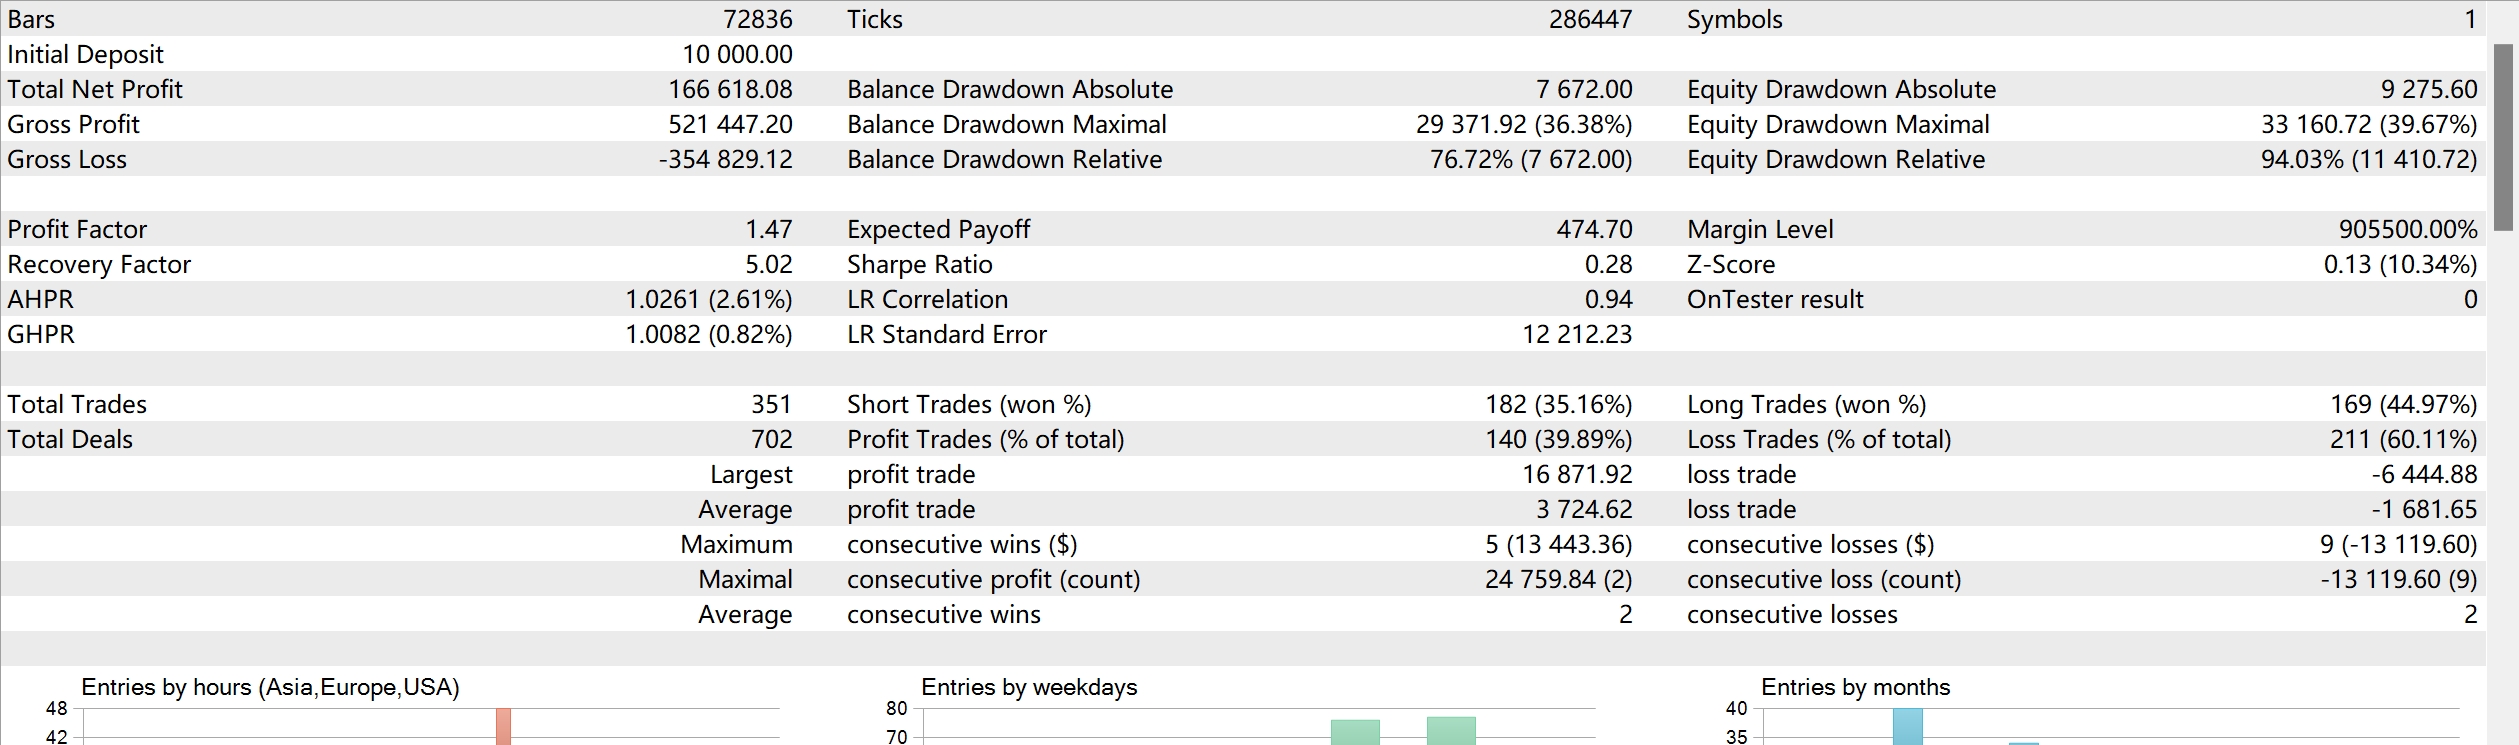 Bars 72836 Ticks 286447 Symbols 1
Initial Deposit 10 000.00
Total Net Profit 166 618.08 Balance Drawdown Absolute 7 672.00 Equity Drawdown Absolute 9 275.60
Gross Profit 521 447.20 Balance Drawdown Maximal 29 371.92 (36.38%) Equity Drawdown Maximal 33 160.72 (39.67%)
Gross Loss -354 829.12 Balance Drawdown Relative 76.72% (7 672.00) Equity Drawdown Relative 94.03% (11 410.72)
Profit Factor 1.47 Expected Payoff 474.70 Margin Level 905500.00%
Recovery Factor 5.02 Sharpe Ratio 0.28 Z-Score 0.13 (10.34%)
AHPR 1.0261 (2.61%) LR Correlation 0.94 OnTester result 0
GHPR 1.0082 (0.82%) LR Standard Error 12 212.23
Total Trades 351 Short Trades (won %) 182 (35.16%) Long Trades (won %) 169 (44.97%)
Total Deals 702 Profit Trades (% of total) 140 (39.89%) Loss Trades (% of total) 211 (60.11%)
Largest profit trade 16 871.92 loss trade -6 444.88
Average profit trade 3 724.62 loss trade -1 681.65
Maximum consecutive wins ($) 5 (13 443.36) consecutive losses ($) 9 (-13 119.60)
Maximal consecutive profit (count) 24 759.84 (2) consecutive loss (count) -13 119.60 (9)
Average consecutive wins 2 consecutive losses 2
Entries by hours (Asia,Europe,USA) Entries by weekdays Entries by months
48 80 40
42 70 35